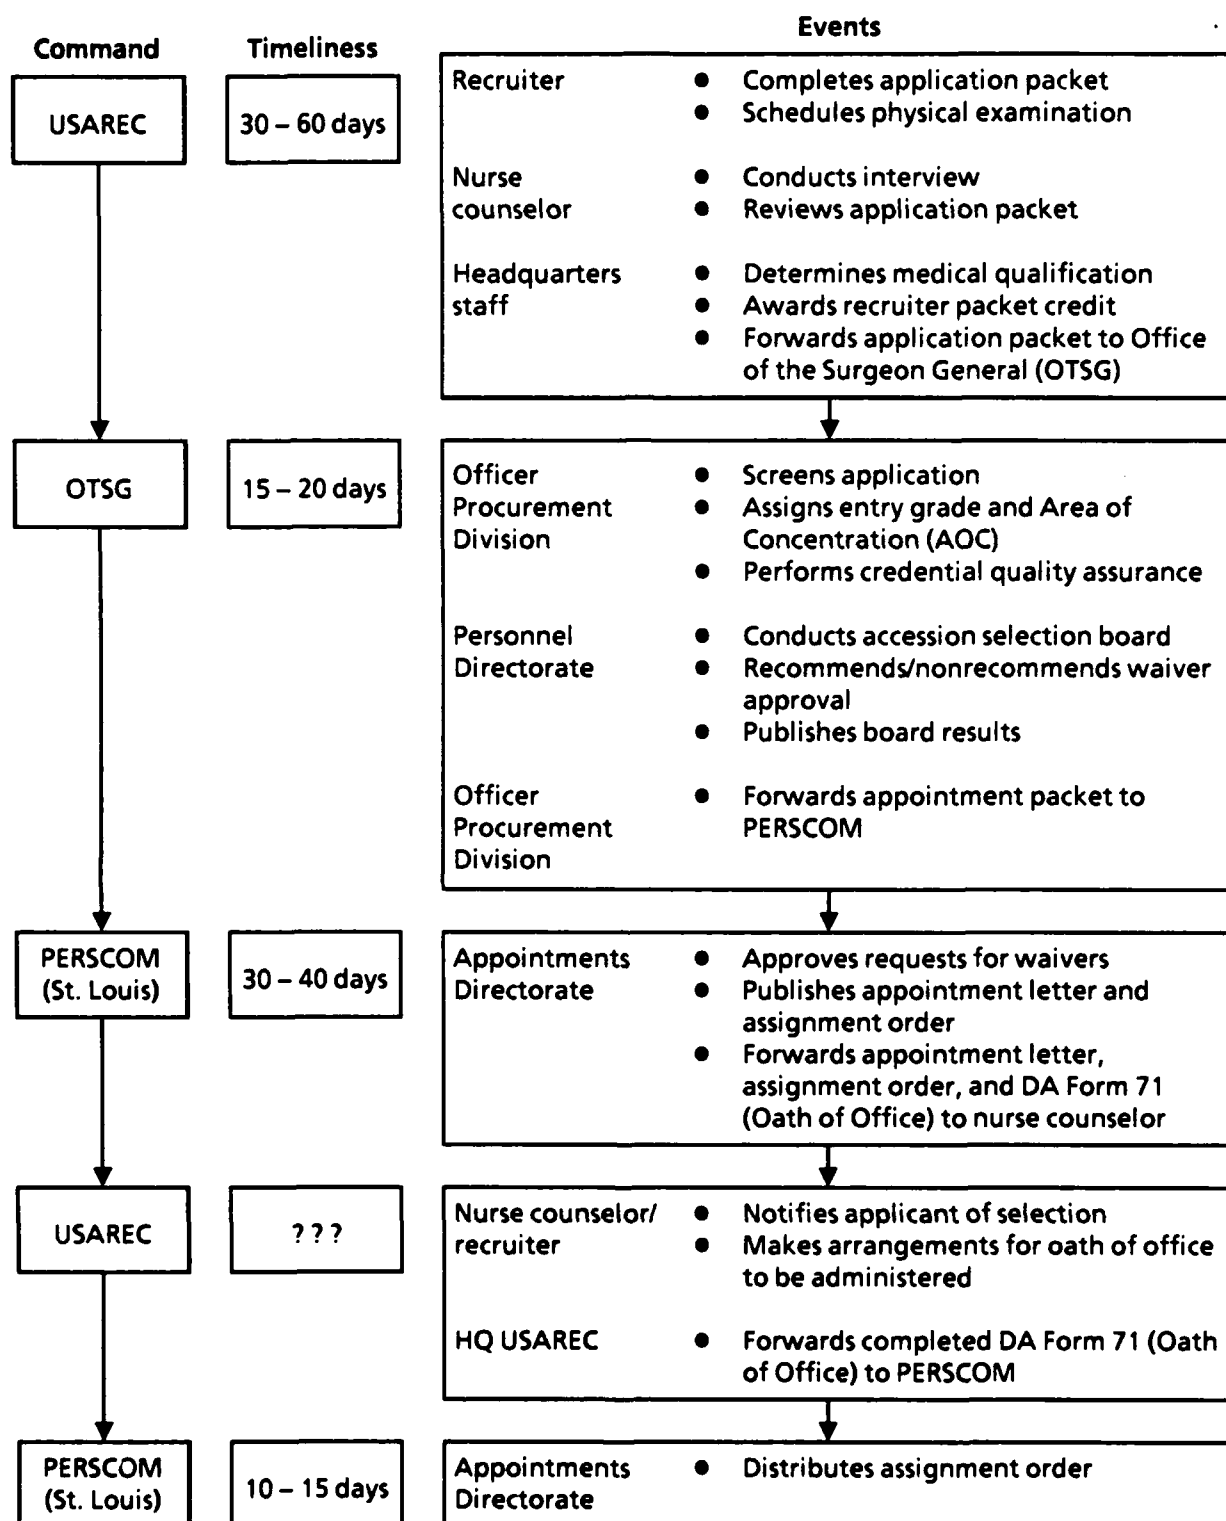 Events
Command
Timeliness
USAREC
30 – 60 days
Recruiter
● Completes application packet
● Schedules physical examination
Nurse
counselor
● Conducts interview
● Reviews application packet
Headquarters
staff
● Determines medical qualification
● Awards recruiter packet credit
● Forwards application packet to Office
of the Surgeon General (OTSG)
OTSG
15 – 20 days
Officer
Procurement
Division
● Screens application
● Assigns entry grade and Area of
Concentration (AOC)
● Performs credential quality assurance
Personnel
Directorate
● Conducts accession selection board
● Recommends/nonrecommends waiver
approval
● Publishes board results
Officer
Procurement
Division
● Forwards appointment packet to
PERSCOM
PERSCOM
(St. Louis)
30 – 40 days
Appointments
Directorate
● Approves requests for waivers
● Publishes appointment letter and
assignment order
● Forwards appointment letter,
assignment order, and DA Form 71
(Oath of Office) to nurse counselor
USAREC
? ? ?
Nurse counselor/
recruiter
● Notifies applicant of selection
● Makes arrangements for oath of office
to be administered
HQ USAREC
● Forwards completed DA Form 71 (Oath
of Office) to PERSCOM
PERSCOM
(St. Louis)
10 – 15 days
Appointments
Directorate
● Distributes assignment order